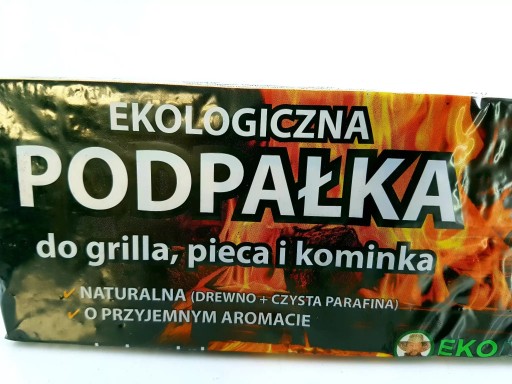 EKOLOGICZNA
PODPAŁKA
do grilla, pieca i kominka
✓ NATURALNA (DREWNO + CZYSTA PARAFINA)
✓ O PRZYJEMNYM AROMACIE
EKO